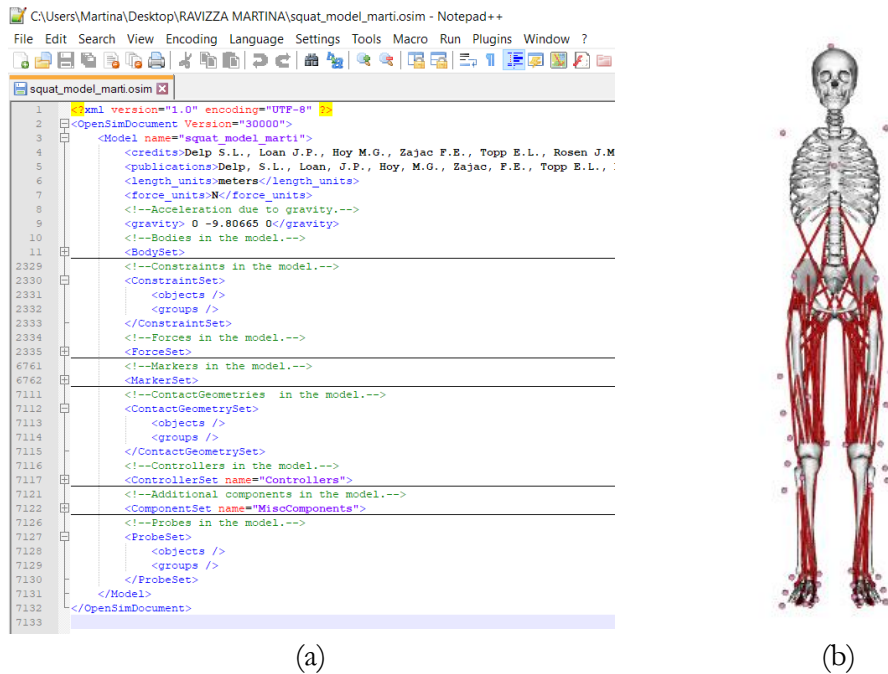 C:\Users\Martina\Desktop\RAVIZZA MARTINA\squat_model_marti.osim - Notepad++
File Edit Search View Encoding Language Settings Tools Macro Run Plugins Window ?
squat_model_marti.osim
1 <?xml version="1.0" encoding="UTF-8" ?>
2 <OpenSimDocument Version="30000">
3 <Model name="squat_model_marti">
4 <credits>Delp S.L., Loan J.P., Hoy M.G., Zajac F.E., Topp E.L., Rosen J.M
5 <publications>Delp, S.L., Loan, J.P., Hoy, M.G., Zajac, F.E., Topp E.L.,
6 <length_units>meters</length_units>
7 <force_units>N</force_units>
8 <!--Acceleration due to gravity.-->
9 <gravity> 0 -9.80665 0</gravity>
10 <!--Bodies in the model.-->
11 <BodySet>
2329 <!--Constraints in the model.-->
2330 <ConstraintSet>
2331 <objects />
2332 <groups />
2333 </ConstraintSet>
2334 <!--Forces in the model.-->
2335 <ForceSet>
6761 <!--Markers in the model.-->
6762 <MarkerSet>
7111 <!--ContactGeometries  in the model.-->
7112 <ContactGeometrySet>
7113 <objects />
7114 <groups />
7115 </ContactGeometrySet>
7116 <!--Controllers in the model.-->
7117 <ControllerSet name="Controllers">
7121 <!--Additional components in the model.-->
7122 <ComponentSet name="MiscComponents">
7126 <!--Probes in the model.-->
7127 <ProbeSet>
7128 <objects />
7129 <groups />
7130 </ProbeSet>
7131 </Model>
7132 </OpenSimDocument>
7133
(a)
(b)